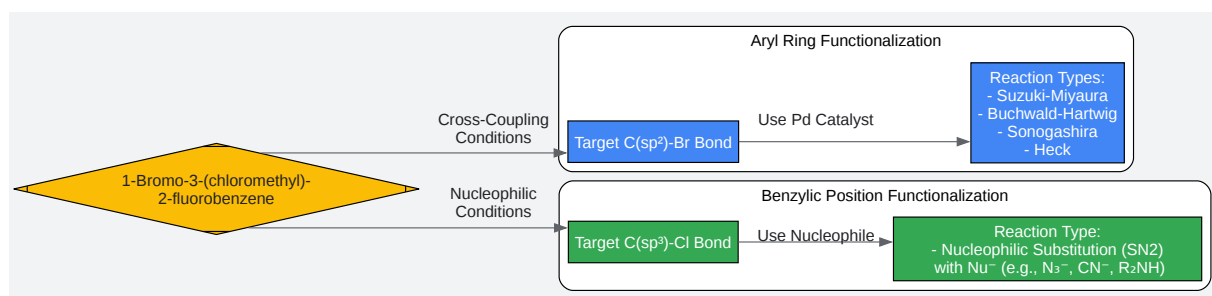 Aryl Ring Functionalization
Reaction Types:
- Suzuki-Miyaura
- Buchwald-Hartwig
- Sonogashira
- Heck
Cross-Coupling
Conditions
Use Pd Catalyst
Target C(sp²)-Br Bond
1-Bromo-3-(chloromethyl)-
2-fluorobenzene
Nucleophilic
Conditions
Benzylic Position Functionalization
Target C(sp³)-Cl Bond
Use Nucleophile
Reaction Type:
- Nucleophilic Substitution (SN2)
with Nu⁻ (e.g., N₃⁻, CN⁻, R₂NH)